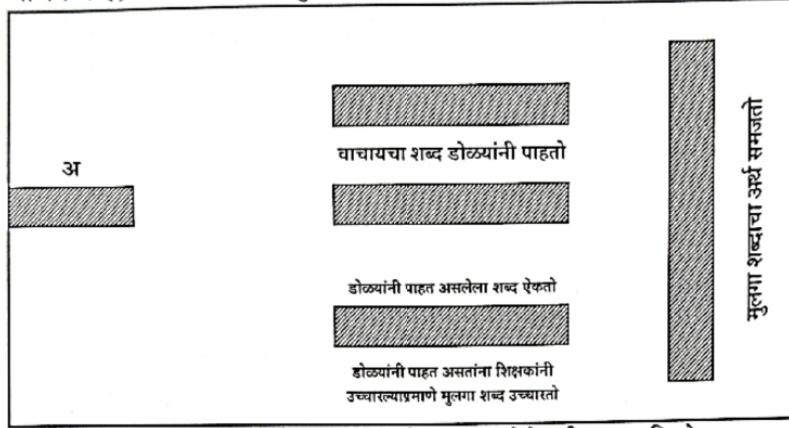 अ
वाचायचा शब्द डोळ्यांनी पाहतो
डोळ्यांनी पाहत असलेला शब्द ऐकतो
डोळ्यांनी पाहत असतांना शिक्षकांनी
उच्चारल्याप्रमाणे मुलगा शब्द उच्चारतो
मुलगा शब्दाचा अर्थ समजतो